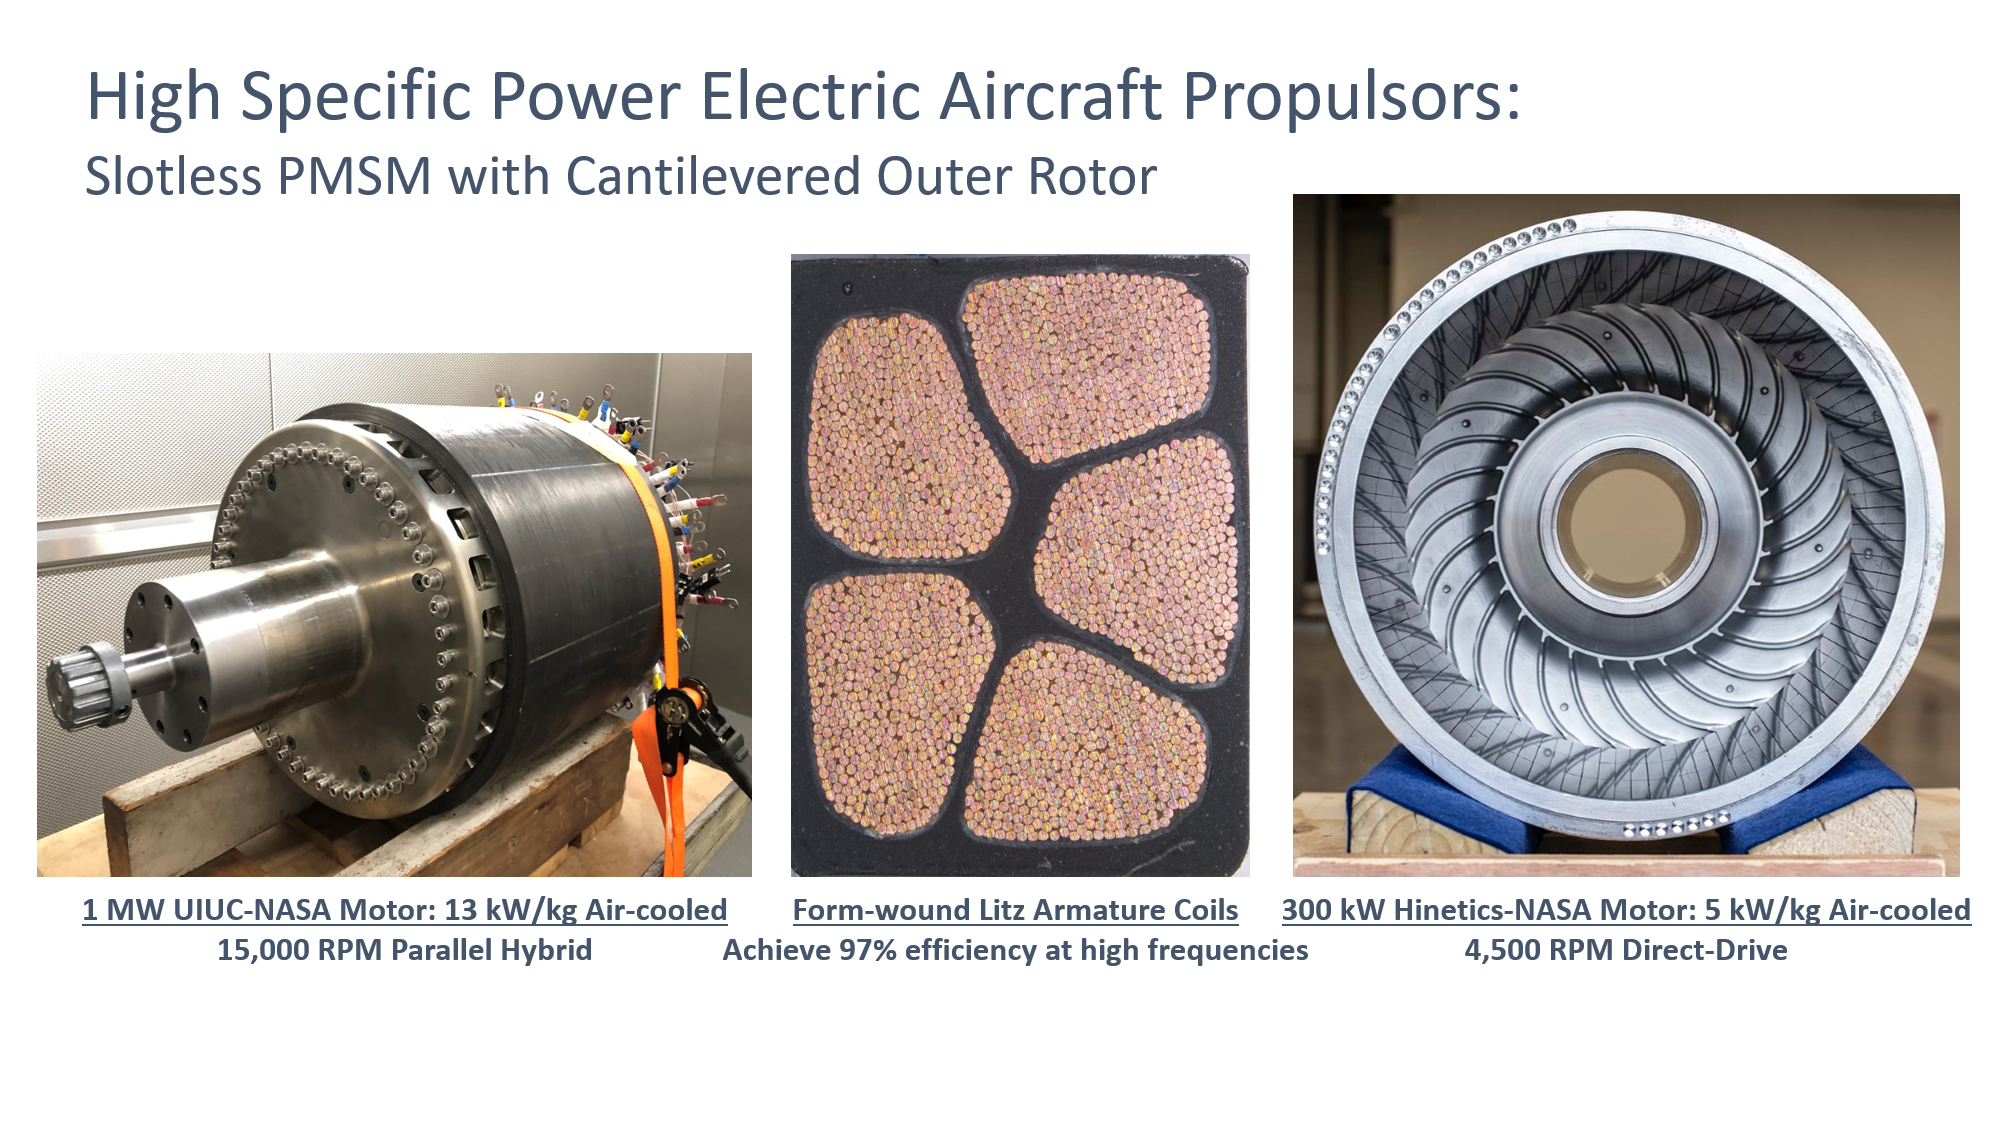 High Specific Power Electric Aircraft Propulsors:
Slotless PMSM with Cantilevered Outer Rotor
1 MW UIUC-NASA Motor: 13 kW/kg Air-cooled
15,000 RPM Parallel Hybrid
Form-wound Litz Armature Coils
Achieve 97% efficiency at high frequencies
300 kW Hinetics-NASA Motor: 5 kW/kg Air-cooled
4,500 RPM Direct-Drive